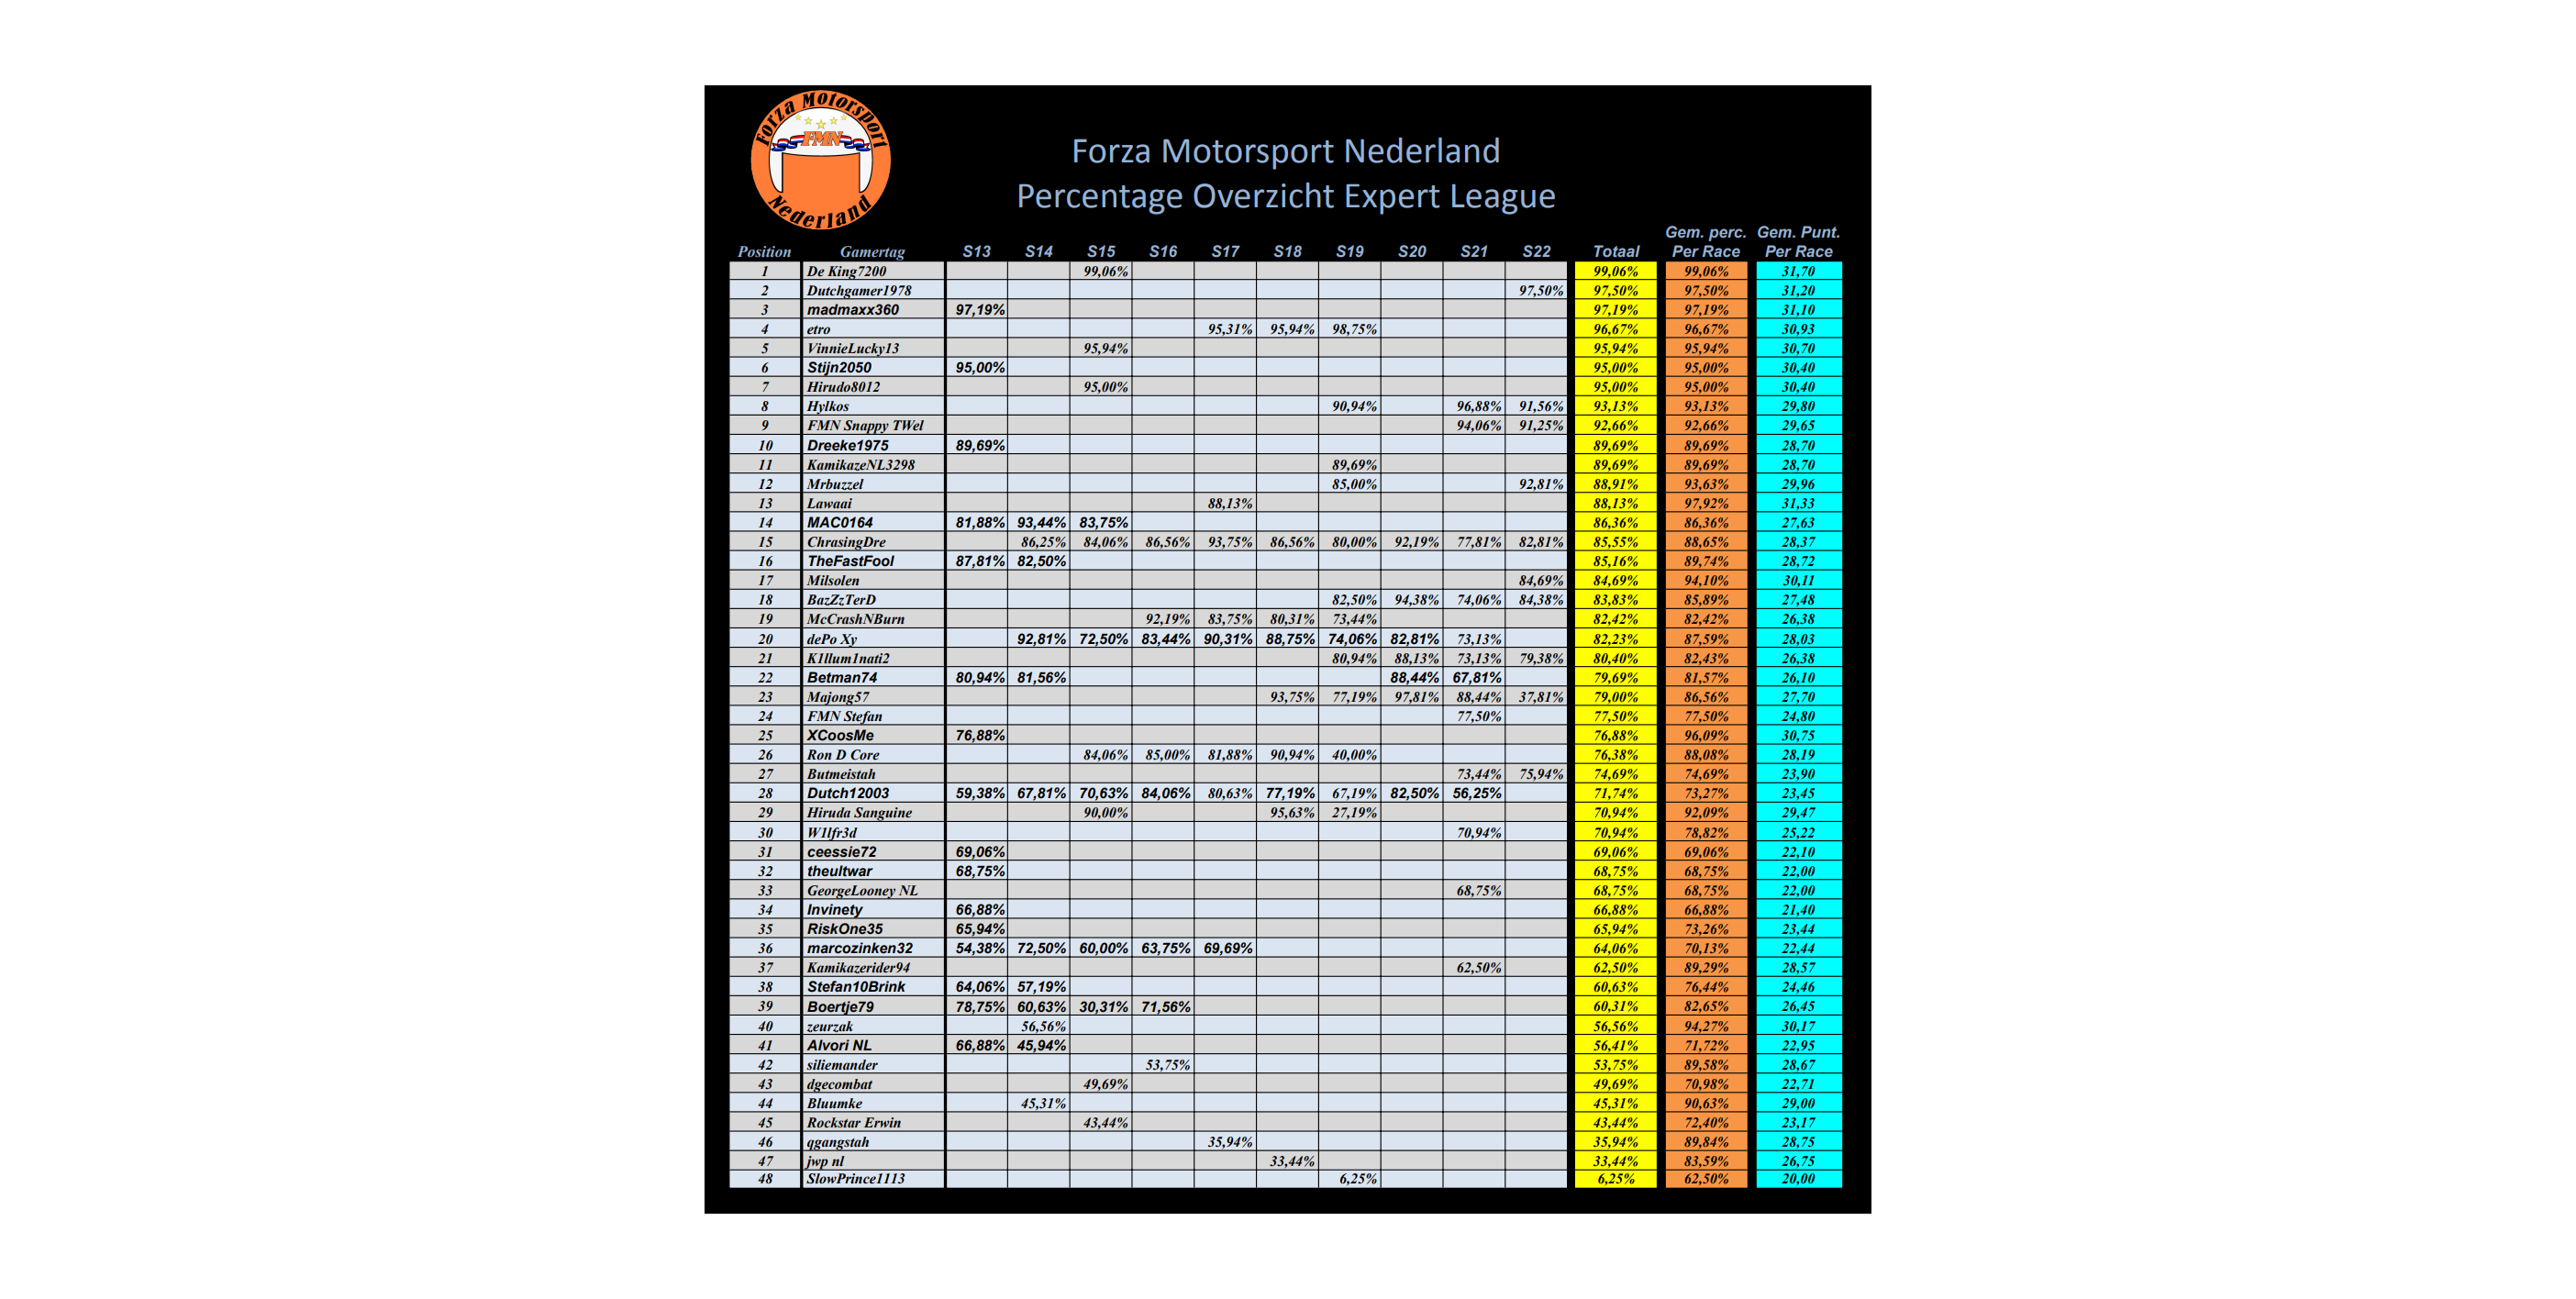 Forza Motorsport
FMN
Nederland
Forza Motorsport Nederland
Percentage Overzicht Expert League
Gem. perc. Gem. Punt.
Position Gamertag S13 S14 S15 S16 S17 S18 S19 S20 S21 S22 Totaal Per Race Per Race
1 De King7200 99,06% 99,06% 99,06% 31,70
2 Dutchgamer1978 97,50% 97,50% 97,50% 31,20
3 madmaxx360 97,19% 97,19% 97,19% 31,10
4 etro 95,31% 95,94% 98,75% 96,67% 96,67% 30,93
5 VinnieLucky13 95,94% 95,94% 95,94% 30,70
6 Stijn2050 95,00% 95,00% 95,00% 30,40
7 Hirudo8012 95,00% 95,00% 95,00% 30,40
8 Hylkos 90,94% 96,88% 91,56% 93,13% 93,13% 29,80
9 FMN Snappy TWel 94,06% 91,25% 92,66% 92,66% 29,65
10 Dreeke1975 89,69% 89,69% 89,69% 28,70
11 KamikazeNL3298 89,69% 89,69% 89,69% 28,70
12 Mrbuzzel 85,00% 92,81% 88,91% 93,63% 29,96
13 Lawaai 88,13% 88,13% 97,92% 31,33
14 MAC0164 81,88% 93,44% 83,75% 86,36% 86,36% 27,63
15 ChrasingDre 86,25% 84,06% 86,56% 93,75% 86,56% 80,00% 92,19% 77,81% 82,81% 85,55% 88,65% 28,37
16 TheFastFool 87,81% 82,50% 85,16% 89,74% 28,72
17 Milsolen 84,69% 84,69% 94,10% 30,11
18 BazZzTerD 82,50% 94,38% 74,06% 84,38% 83,83% 85,89% 27,48
19 McCrashNBurn 92,19% 83,75% 80,31% 73,44% 82,42% 82,42% 26,38
20 dePo Xy 92,81% 72,50% 83,44% 90,31% 88,75% 74,06% 82,81% 73,13% 82,23% 87,59% 28,03
21 K1llum1nati2 80,94% 88,13% 73,13% 79,38% 80,40% 82,43% 26,38
22 Betman74 80,94% 81,56% 88,44% 67,81% 79,69% 81,57% 26,10
23 Majong57 93,75% 77,19% 97,81% 88,44% 37,81% 79,00% 86,56% 27,70
24 FMN Stefan 77,50% 77,50% 77,50% 24,80
25 XCoosMe 76,88% 76,88% 96,09% 30,75
26 Ron D Core 84,06% 85,00% 81,88% 90,94% 40,00% 76,38% 88,08% 28,19
27 Butmeistah 73,44% 75,94% 74,69% 74,69% 23,90
28 Dutch12003 59,38% 67,81% 70,63% 84,06% 80,63% 77,19% 67,19% 82,50% 56,25% 71,74% 73,27% 23,45
29 Hiruda Sanguine 90,00% 95,63% 27,19% 70,94% 92,09% 29,47
30 W1lfr3d 70,94% 70,94% 78,82% 25,22
31 ceessie72 69,06% 69,06% 69,06% 22,10
32 theultwar 68,75% 68,75% 68,75% 22,00
33 GeorgeLooney NL 68,75% 68,75% 68,75% 22,00
34 Invinety 66,88% 66,88% 66,88% 21,40
35 RiskOne35 65,94% 65,94% 73,26% 23,44
36 marcozinken32 54,38% 72,50% 60,00% 63,75% 69,69% 64,06% 70,13% 22,44
37 Kamikazerider94 62,50% 62,50% 89,29% 28,57
38 Stefan10Brink 64,06% 57,19% 60,63% 76,44% 24,46
39 Boertje79 78,75% 60,63% 30,31% 71,56% 60,31% 82,65% 26,45
40 zeurzak 56,56% 56,56% 94,27% 30,17
41 Alvori NL 66,88% 45,94% 56,41% 71,72% 22,95
42 siliemander 53,75% 53,75% 89,58% 28,67
43 dgecombat 49,69% 49,69% 70,98% 22,71
44 Bluumke 45,31% 45,31% 90,63% 29,00
45 Rockstar Erwin 43,44% 43,44% 72,40% 23,17
46 qgangstah 35,94% 35,94% 89,84% 28,75
47 jwp nl 33,44% 33,44% 83,59% 26,75
48 SlowPrince1113 6,25% 6,25% 62,50% 20,00